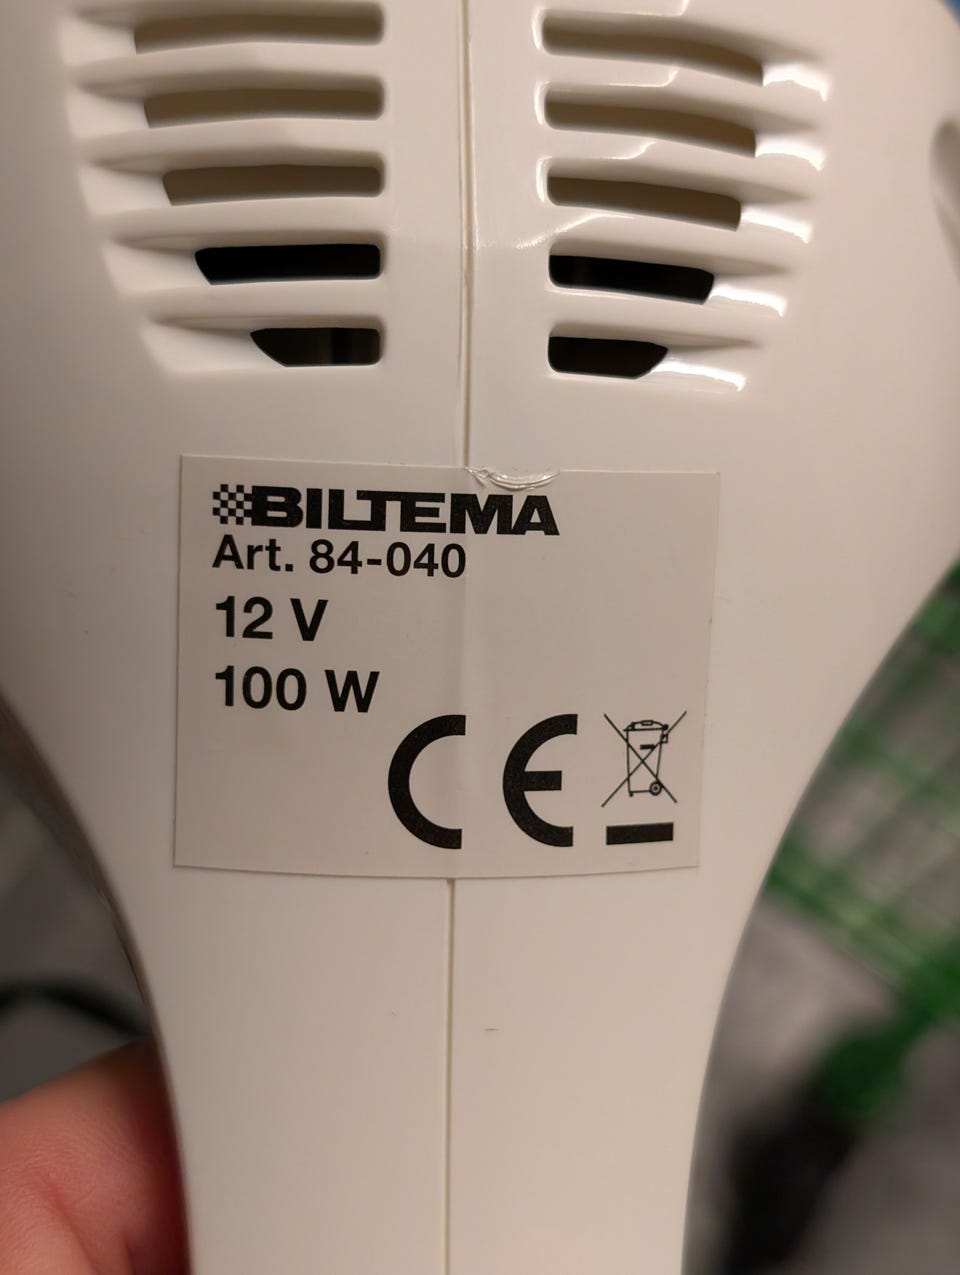 BILTEMA
Art. 84-040
12 V
100 W
CE